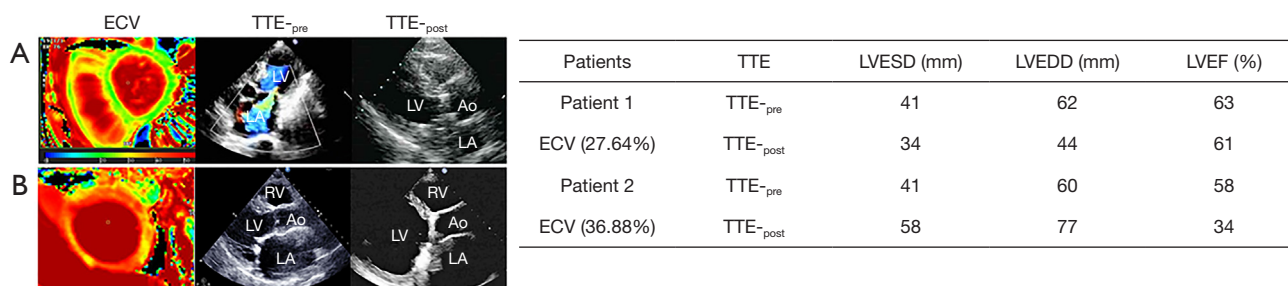 ECV TTE-pre TTE-post
A
LV
LA
LV Ao
LA
B
RV
LV Ao
LA
RV
Ao
LV
LA
Patients TTE LVESD (mm) LVEDD (mm) LVEF (%)
Patient 1 TTE-pre 41 62 63
ECV (27.64%) TTE-post 34 44 61
Patient 2 TTE-pre 41 60 58
ECV (36.88%) TTE-post 58 77 34